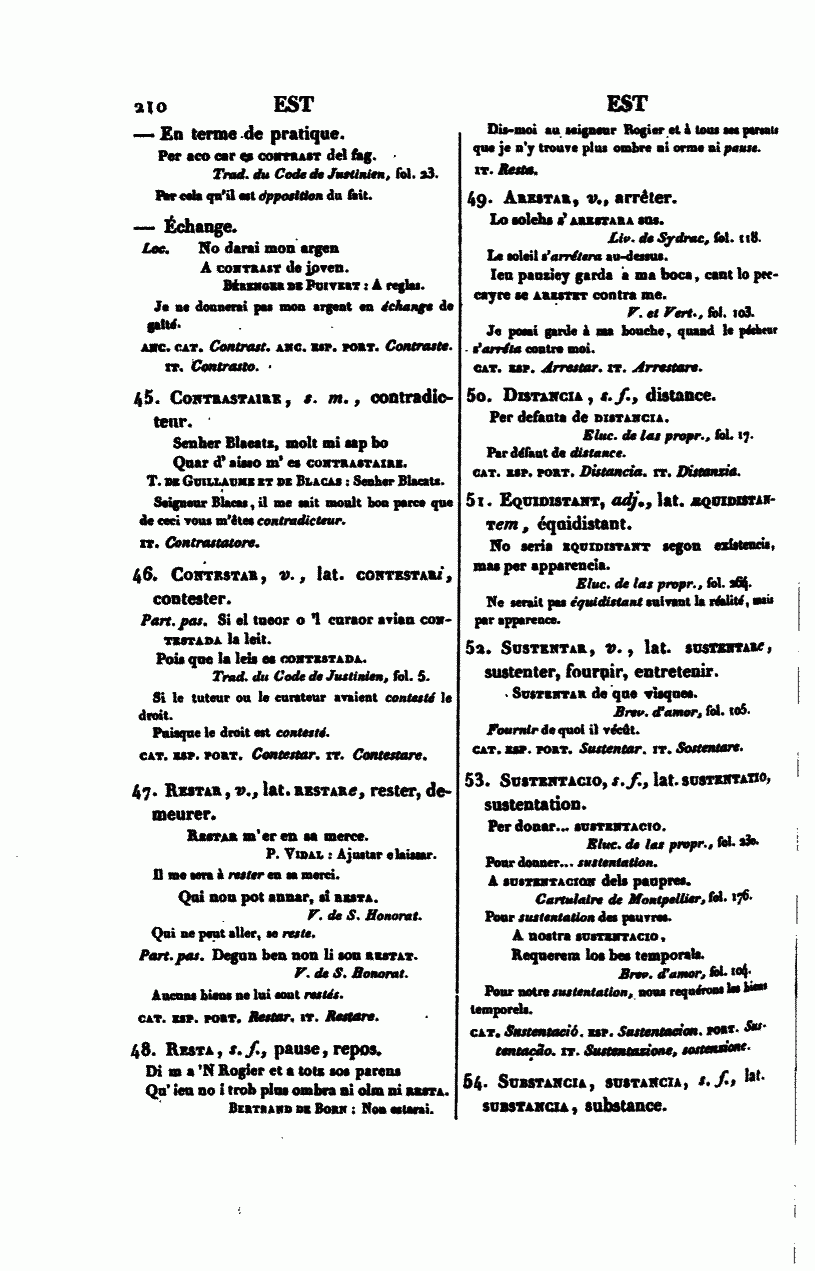 210 EST
— En terme de pratique.
Per aco car es CONTRAST del fag.
Trad. du Code de Justinien, fol. 23.
Par cela qu'il est opposition du fait.
— Échange.
Loc. No darai mon argen
A CONTRAST de joven.
BÉRENGER DE PUIVERT : A reglas.
Je ne donnerai pas mon argent en échange de
gaîté.
ANC. CAT. Contrast. ANC. ESP. PORT. Contraste.
IT. Contrasto.
45. CONTRASTAIRE, s. m., contradic-
teur.
Senher Blacatz, molt mi sap bo
Quar d'aisso m' es CONTRASTAIRE.
T. DE GUILLAUME ET DE BLACAS : Senher Blacatz.
Seigneur Blacas, il me sait moult bon parce que
de ceci vous m'êtes contradicteur.
IT. Contrastatore.
46. CONTESTAR, v., lat. CONTESTARi,
contester.
Part. pas. Si el tueor o 'l curaor avian CON-
TESTADA la leit.
Pois que la leis es CONTESTADA.
Trad. du Code de Justinien, fol. 5.
Si le tuteur ou le curateur avaient contesté le
droit.
Puisque le droit est contesté.
CAT. ESP. PORT. Contestar. IT. Contestare.
47. RESTAR, v., lat. RESTARe, rester, de-
meurer.
RESTAR m'er en sa merce.
P. VIDAL : Ajustar e laissar.
Il me sera à rester en sa merci.
Qui non pot annar, si RESTA.
V. de S. Honorat.
Qui ne peut aller, se reste.
Part. pas. Degun ben non li son RESTAT.
V. de S. Honorat.
Aucuns biens ne lui sont restés.
CAT. ESP. PORT. Restar. IT. Restare.
48. RESTA, s. f., pause, repos.
Di m a 'N Rogier et a totz sos parens
Qu' ieu no i trob plus ombra ni olm ni RESTA.
BERTRAND DE BORN : Non estarai.
EST
Dis-moi au seigneur Rogier et à tous ses parents
que je n'y trouve plus ombre ni orme ni pause.
IT. Resta.
49. ARESTAR, v., arrêter.
Lo solehs s' ARESTARA sus.
Liv. de Sydrac, fol. 118.
Le soleil s'arrêtera au-dessus.
Ieu pauziey garda a ma boca, cant lo pec-
cayre se ARESTET contra me.
V. et Vert., fol. 103.
Je posai garde à ma bouche, quand le pécheur
s'arrêta contre moi.
CAT. ESP. Arrestar. IT. Arrestare.
50. DISTANCIA, s. f., distance.
Per defauta de DISTANCIA.
Eluc. de las propr., fol. 17.
Par défaut de distance.
CAT. ESP. PORT. Distancia. IT. Distanzia.
51. EQUIDISTANT, adj., lat. ÆQUIDISTAN-
Tem, équidistant.
No seria EQUIDISTANT segon existencia,
mas per apparencia.
Eluc. de las propr., fol. 264.
Ne serait pas équidistant suivant la réalité, mais
par apparence.
52. SUSTENTAR, v., lat. SUSTENTARe,
sustenter, fournir, entretenir.
SUSTENTAR de que visques.
Brev. d'amor, fol. 105.
Fournir de quoi il vécût.
CAT. ESP. PORT. Sustentar. IT. Sostentare.
53. SUSTENTACIO, s. f., lat. SUSTENTATIO,
sustentation.
Per donar... SUSTENTACIO.
Eluc. de las propr., fol. 230.
Pour donner... sustentation.
A SUSTENTACION dels paupres.
Cartulaire de Montpellier, fol. 176.
Pour sustentation des pauvres.
A nostra SUSTENTACIO,
Requerem los bes temporals.
Brev. d'amor, fol. 104.
Pour notre sustentation, nous requérons les biens
temporels.
CAT. Sustentació. ESP. Sustentacion. PORT. Sus-
tentação. IT. Sustentazione, sostenzione.
54. SUBSTANCIA, SUSTANCIA, s. f., lat.
SUBSTANCIA, substance.